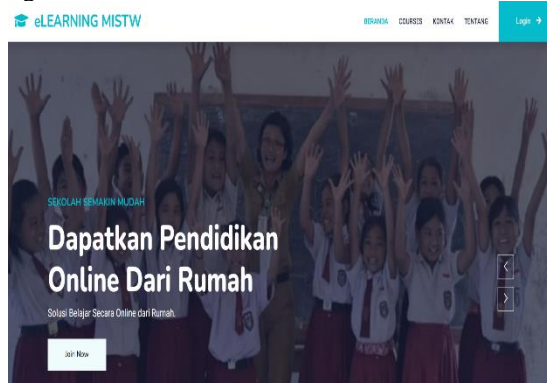 eLEARNING MISTW
BERANDA COURSES KONTAK TENTANG Login →
SEKOLAH SEMAKIN MUDAH
Dapatkan Pendidikan
Online Dari Rumah
Solusi Belajar Secara Online dari Rumah.
Join Now